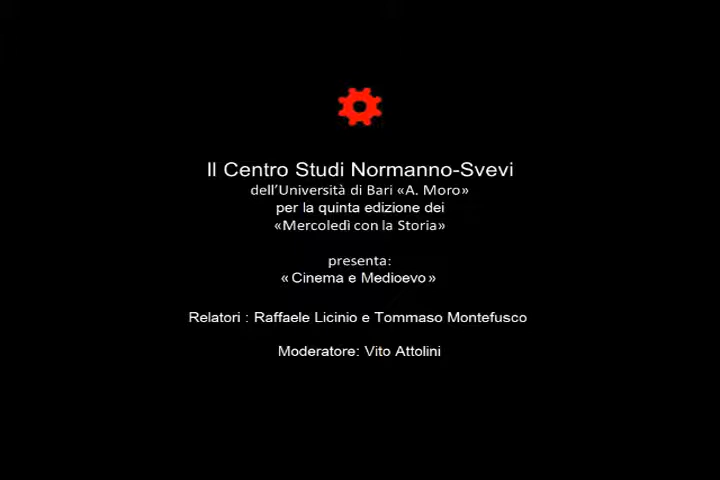 Il Centro Studi Normanno-Svevi
dell'Università di Bari «A. Moro»
per la quinta edizione dei
«Mercoledì con la Storia»
presenta:
«Cinema e Medioevo»
Relatori : Raffaele Licinio e Tommaso Montefusco
Moderatore: Vito Attolini